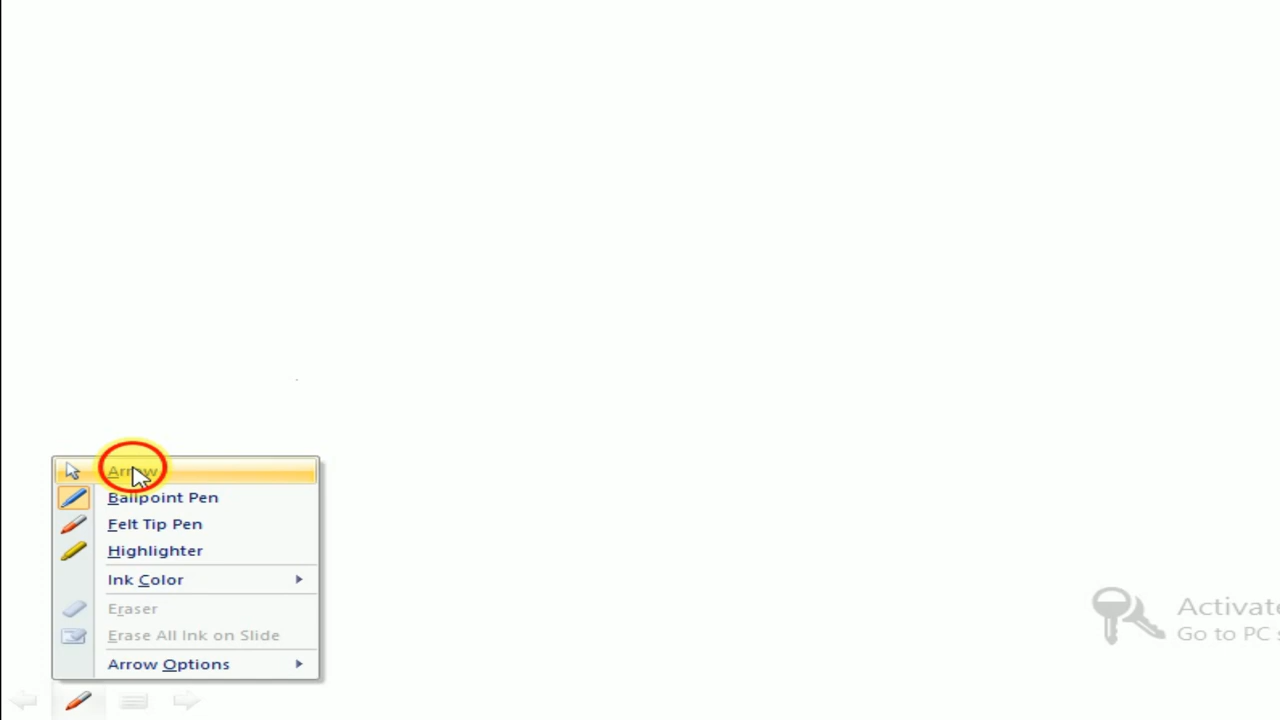 Arrow
Ballpoint Pen
Felt Tip Pen
Highlighter
Ink Color
Eraser
Erase All Ink on Slide
Arrow Options
Activate
Go to PC s